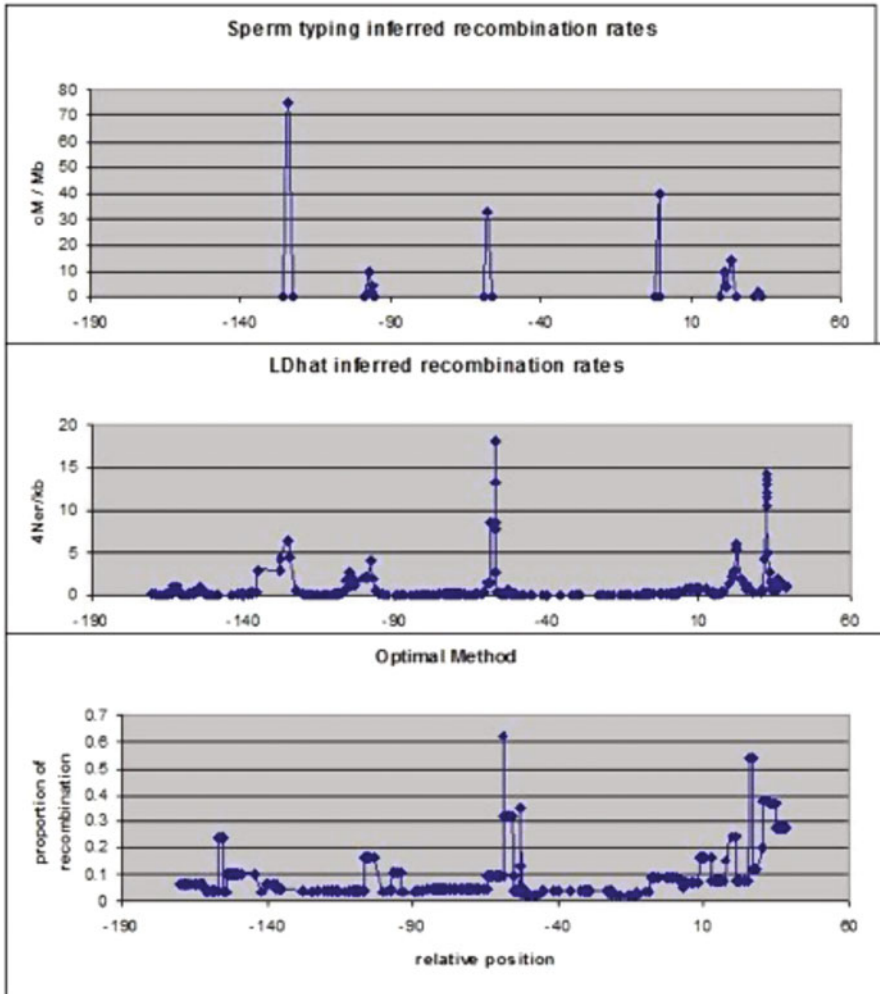 Sperm typing inferred recombination rates
cM / Mb
80
70
60
50
40
30
20
10
0
-190 -140 -90 -40 10 60
LDhat inferred recombination rates
4Ner/kb
20
15
10
5
0
-190 -140 -90 -40 10 60
Optimal Method
proportion of
recombination
0.7
0.6
0.5
0.4
0.3
0.2
0.1
0
-190 -140 -90 -40 10 60
relative position